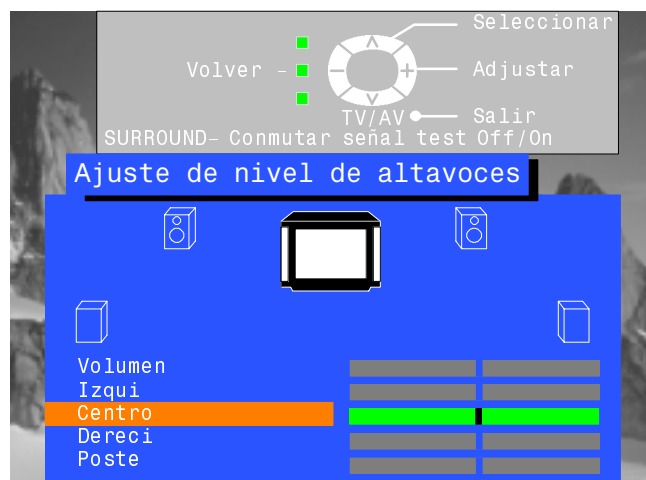 Seleccionar
Volver – Adjustar
TV/AV Salir
SURROUND– Conmutar señal test Off/On
Ajuste de nivel de altavoces
Volumen
Izqui
Centro
Dereci
Poste